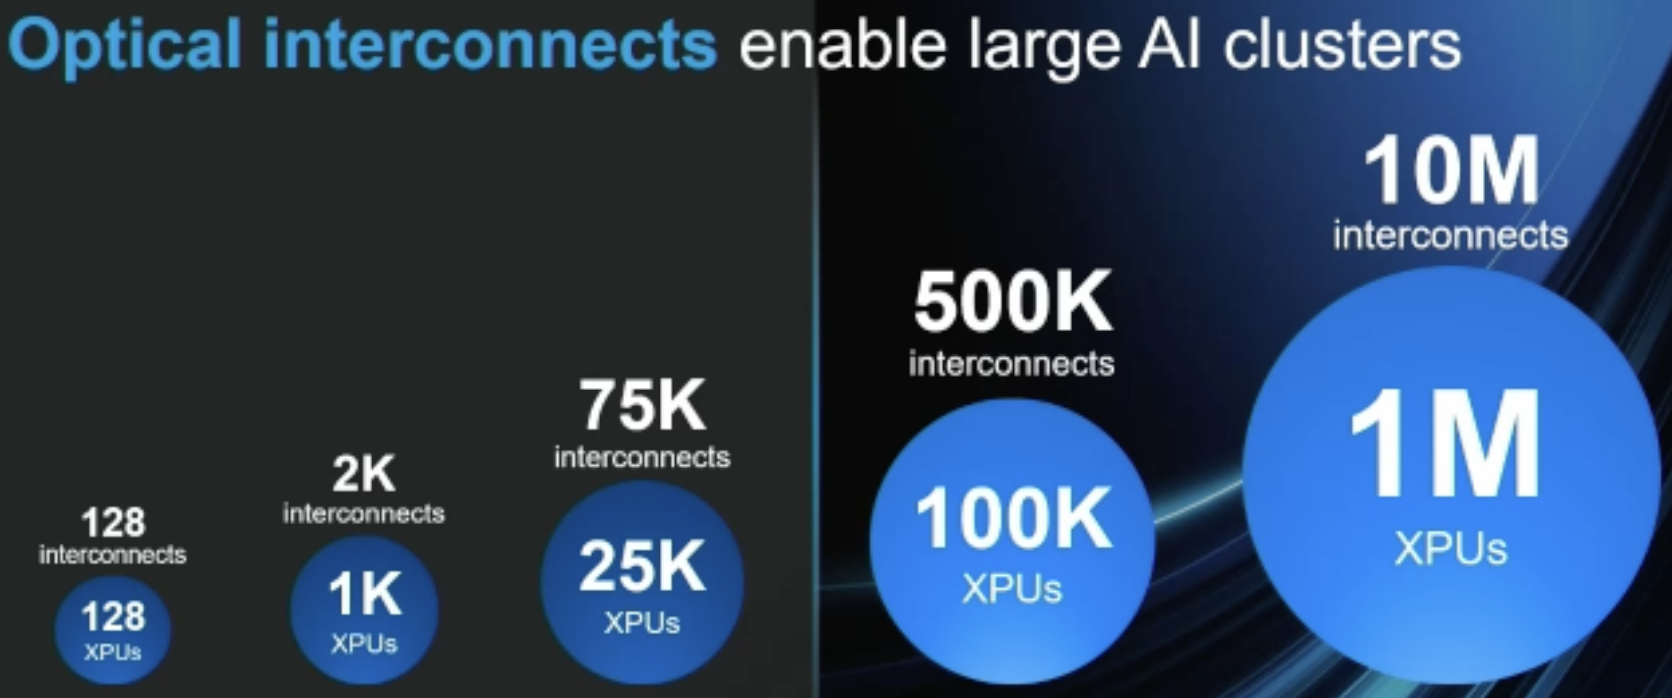 Optical interconnects enable large AI clusters
128
interconnects
128
XPUs
2K
interconnects
1K
XPUs
75K
interconnects
25K
XPUs
500K
interconnects
100K
XPUs
10M
interconnects
1M
XPUs